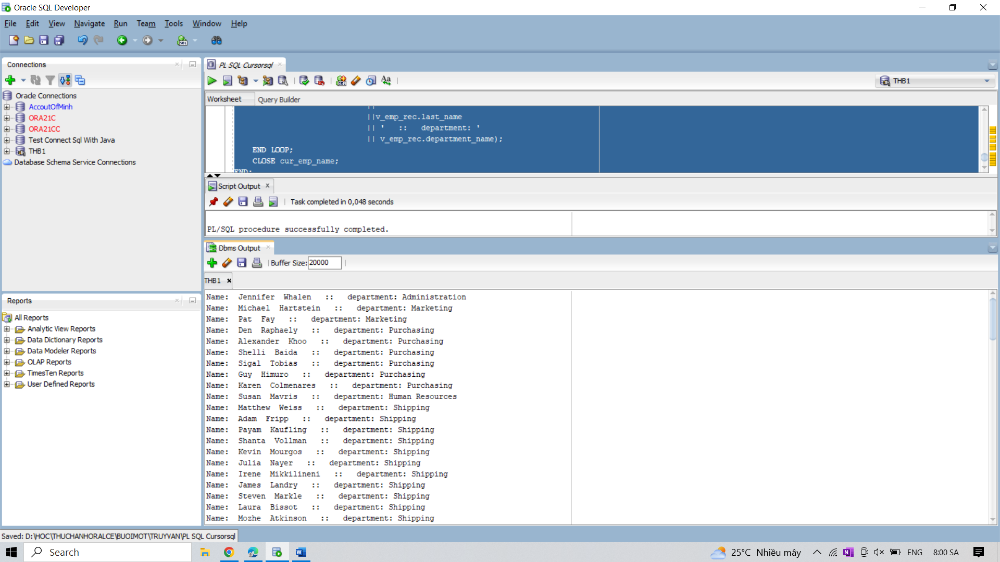 Oracle SQL Developer
File Edit View Navigate Run Team Tools Window Help
Connections
Oracle Connections
AccoutOfMinh
ORA21C
ORA21CC
Test Connect Sql With Java
THB1
Database Schema Service Connections
Reports
All Reports
Analytic View Reports
Data Dictionary Reports
Data Modeler Reports
OLAP Reports
TimesTen Reports
User Defined Reports
PL SQL Cursorsql
THB1
Worksheet Query Builder
||v_emp_rec.last_name
|| '   ::   department: '
|| v_emp_rec.department_name);
END LOOP;
CLOSE cur_emp_name;
END;
Script Output
Task completed in 0,048 seconds
PL/SQL procedure successfully completed.
Dbms Output
Buffer Size: 20000
THB1
Name:  Jennifer  Whalen   ::   department: Administration
Name:  Michael  Hartstein   ::   department: Marketing
Name:  Pat  Fay   ::   department: Marketing
Name:  Den  Raphaely   ::   department: Purchasing
Name:  Alexander  Khoo   ::   department: Purchasing
Name:  Shelli  Baida   ::   department: Purchasing
Name:  Sigal  Tobias   ::   department: Purchasing
Name:  Guy  Himuro   ::   department: Purchasing
Name:  Karen  Colmenares   ::   department: Purchasing
Name:  Susan  Mavris   ::   department: Human Resources
Name:  Matthew  Weiss   ::   department: Shipping
Name:  Adam  Fripp   ::   department: Shipping
Name:  Payam  Kaufling   ::   department: Shipping
Name:  Shanta  Vollman   ::   department: Shipping
Name:  Kevin  Mourgos   ::   department: Shipping
Name:  Julia  Nayer   ::   department: Shipping
Name:  Irene  Mikkilineni   ::   department: Shipping
Name:  James  Landry   ::   department: Shipping
Name:  Steven  Markle   ::   department: Shipping
Name:  Laura  Bissot   ::   department: Shipping
Name:  Mozhe  Atkinson   ::   department: Shipping
Saved: D:\HOC\THUCHANHORALCE\BUOIMOT\TRUYVAN\PL SQL Cursorsql
Search
25°C Nhiều mây ENG 8:00 SA